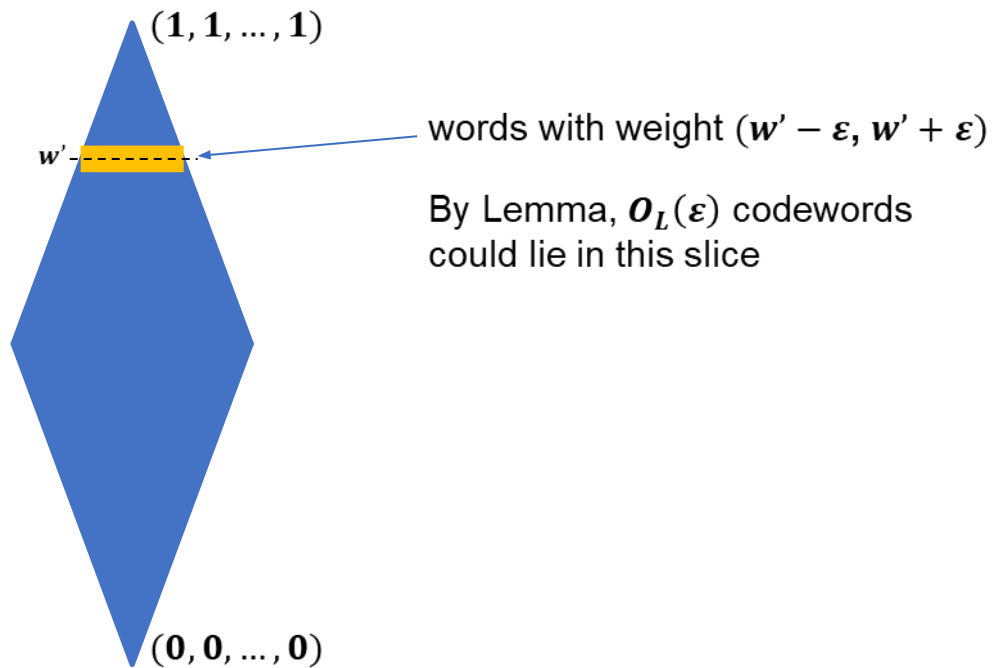 (1, 1, …, 1)
words with weight (w’ − ε, w’ + ε)
w’
By Lemma, O_L(ε) codewords
could lie in this slice
(0, 0, …, 0)